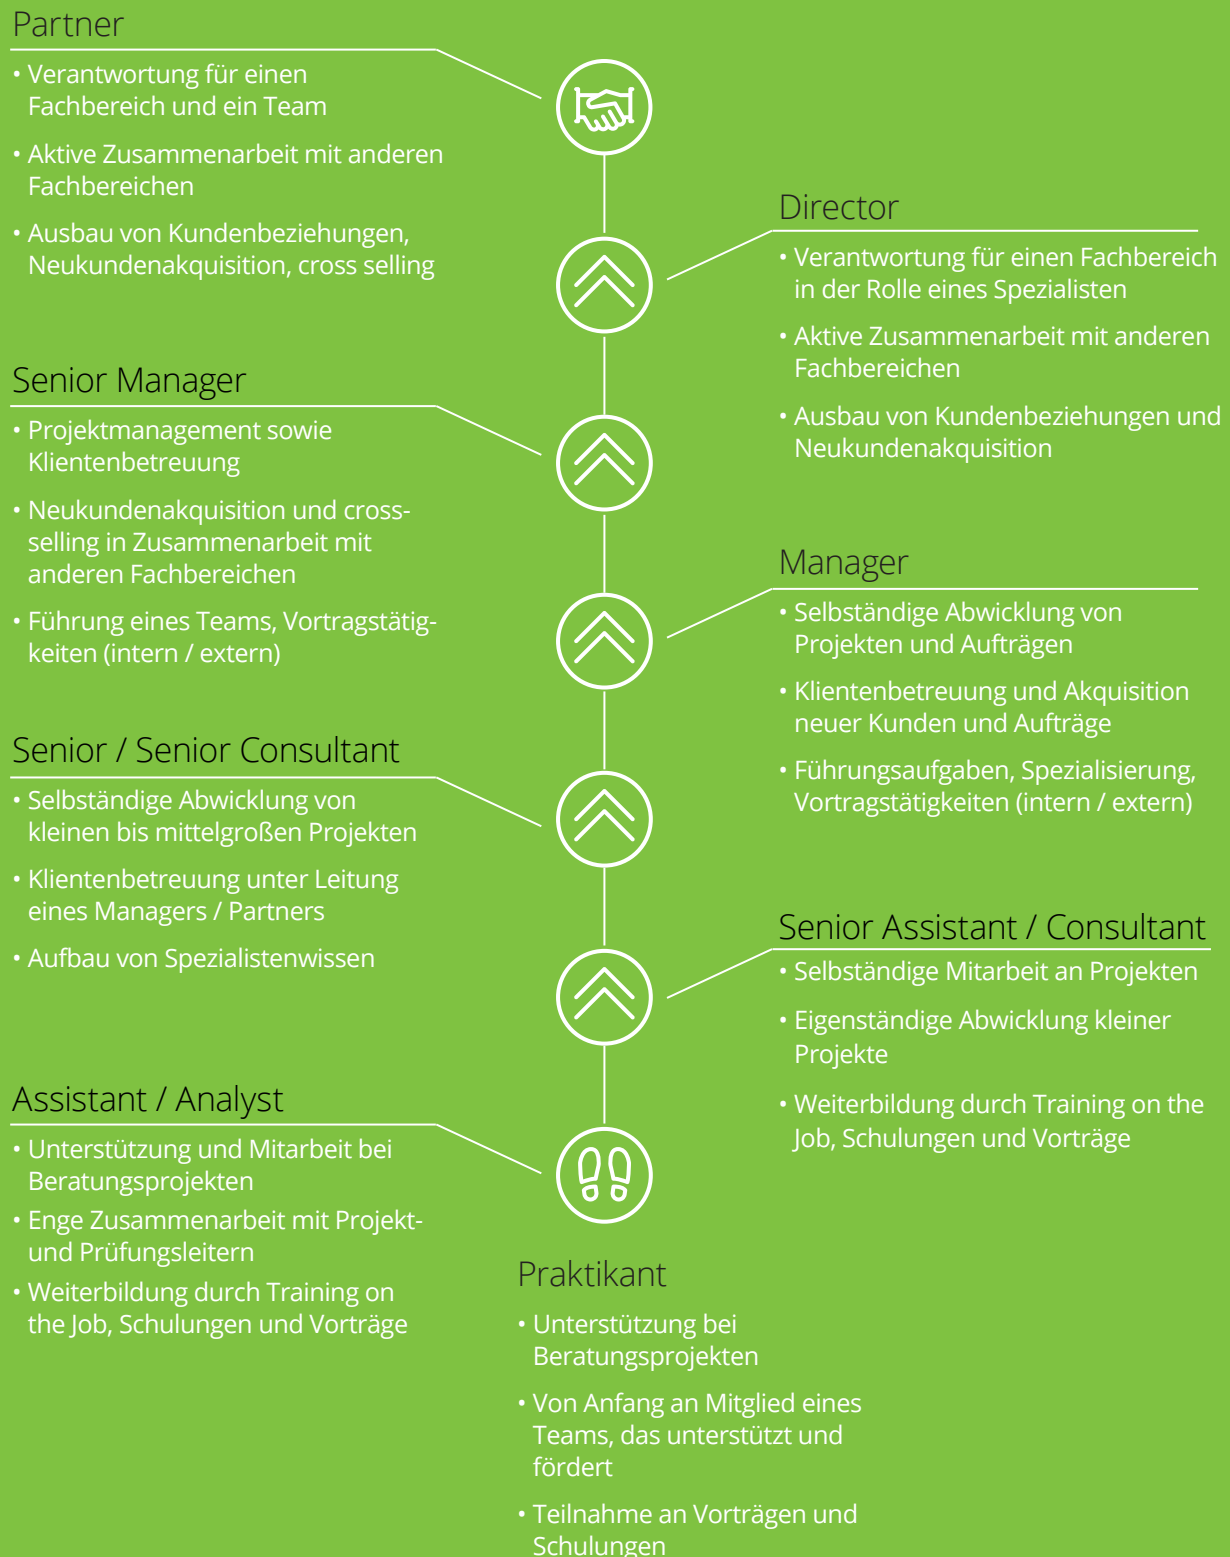 Partner
• Verantwortung für einen
Fachbereich und ein Team
• Aktive Zusammenarbeit mit anderen
Fachbereichen
• Ausbau von Kundenbeziehungen,
Neukundenakquisition, cross selling
Director
• Verantwortung für einen Fachbereich
in der Rolle eines Spezialisten
• Aktive Zusammenarbeit mit anderen
Fachbereichen
• Ausbau von Kundenbeziehungen und
Neukundenakquisition
Senior Manager
• Projektmanagement sowie
Klientenbetreuung
• Neukundenakquisition und cross-
selling in Zusammenarbeit mit
anderen Fachbereichen
• Führung eines Teams, Vortragstätig-
keiten (intern / extern)
Manager
• Selbständige Abwicklung von
Projekten und Aufträgen
• Klientenbetreuung und Akquisition
neuer Kunden und Aufträge
• Führungsaufgaben, Spezialisierung,
Vortragstätigkeiten (intern / extern)
Senior / Senior Consultant
• Selbständige Abwicklung von
kleinen bis mittelgroßen Projekten
• Klientenbetreuung unter Leitung
eines Managers / Partners
• Aufbau von Spezialistenwissen
Senior Assistant / Consultant
• Selbständige Mitarbeit an Projekten
• Eigenständige Abwicklung kleiner
Projekte
• Weiterbildung durch Training on the
Job, Schulungen und Vorträge
Assistant / Analyst
• Unterstützung und Mitarbeit bei
Beratungsprojekten
• Enge Zusammenarbeit mit Projekt-
und Prüfungsleitern
• Weiterbildung durch Training on
the Job, Schulungen und Vorträge
Praktikant
• Unterstützung bei
Beratungsprojekten
• Von Anfang an Mitglied eines
Teams, das unterstützt und
fördert
• Teilnahme an Vorträgen und
Schulungen